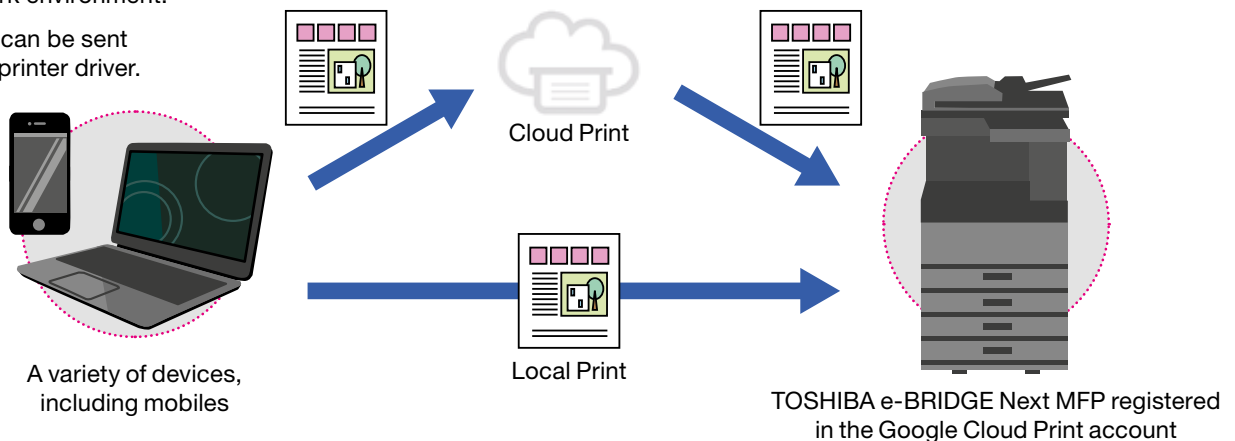 environment.
can be sent
printer driver.
Cloud Print
Local Print
A variety of devices,
including mobiles
TOSHIBA e-BRIDGE Next MFP registered
in the Google Cloud Print account